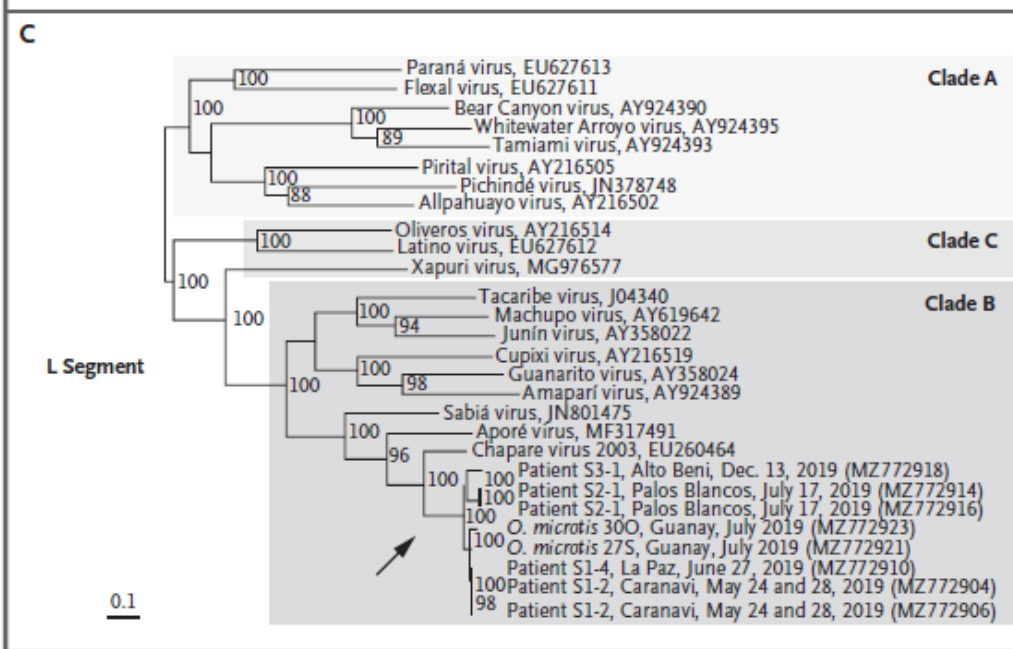 C
Paraná virus, EU627613
100
Flexal virus, EU627611
Clade A
100
Bear Canyon virus, AY924390
100
Whitewater Arroyo virus, AY924395
89
Tamiami virus, AY924393
Pirital virus, AY216505
100
Pichindé virus, JN378748
88
Allpahuayo virus, AY216502
Oliveros virus, AY216514
100
Clade C
Latino virus, EU627612
Xapuri virus, MG976577
100
Tacaribe virus, J04340
Clade B
100
Machupo virus, AY619642
100
94
Junín virus, AY358022
Cupixi virus, AY216519
L Segment
100
Guanarito virus, AY358024
100
98
Amaparí virus, AY924389
Sabiá virus, JN801475
100
Aporé virus, MF317491
96
Chapare virus 2003, EU260464
100
Patient S3-1, Alto Beni, Dec. 13, 2019 (MZ772918)
100
Patient S2-1, Palos Blancos, July 17, 2019 (MZ772914)
100
Patient S2-1, Palos Blancos, July 17, 2019 (MZ772916)
100
O. microtis 30O, Guanay, July 2019 (MZ772923)
100
O. microtis 27S, Guanay, July 2019 (MZ772921)
Patient S1-4, La Paz, June 27, 2019 (MZ772910)
100
Patient S1-2, Caranavi, May 24 and 28, 2019 (MZ772904)
98
Patient S1-2, Caranavi, May 24 and 28, 2019 (MZ772906)
0.1